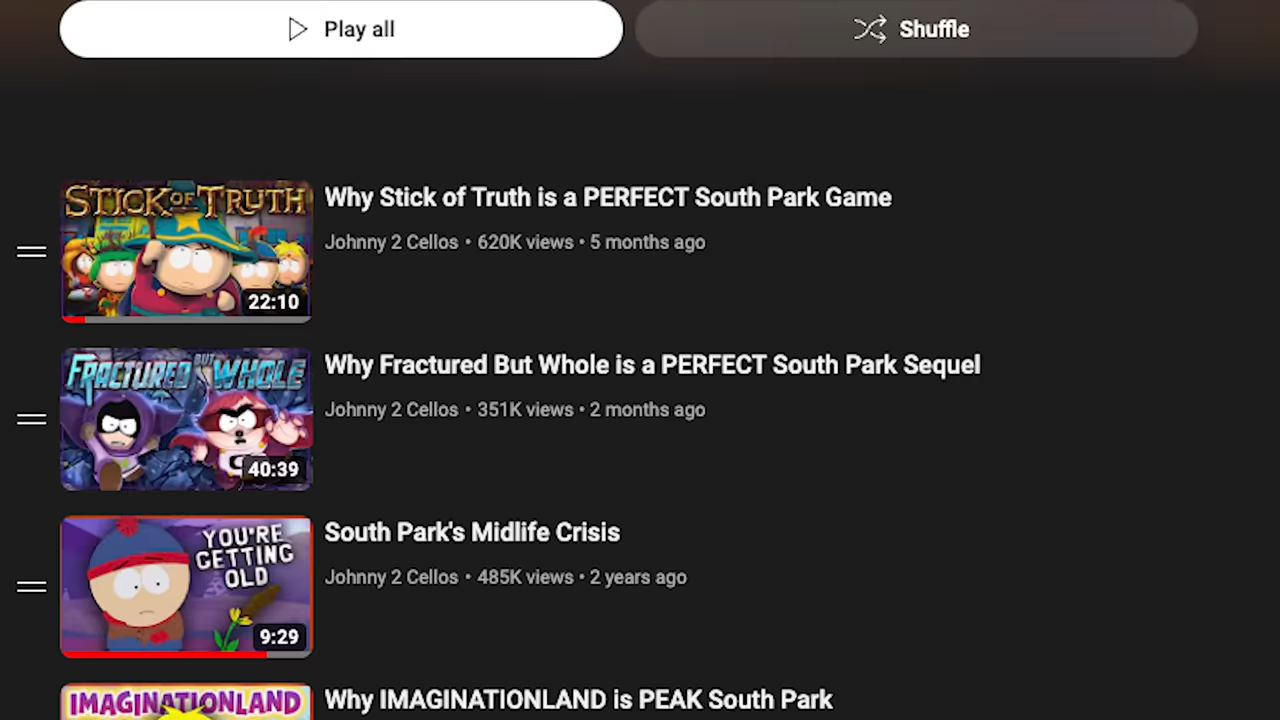 Play all
Shuffle
STICK OF TRUTH
22:10
Why Stick of Truth is a PERFECT South Park Game
Johnny 2 Cellos • 620K views • 5 months ago
FRACTURED BUT WHOLE
40:39
Why Fractured But Whole is a PERFECT South Park Sequel
Johnny 2 Cellos • 351K views • 2 months ago
YOU'RE
GETTING
OLD
9:29
South Park's Midlife Crisis
Johnny 2 Cellos • 485K views • 2 years ago
IMAGINATIONLAND
Why IMAGINATIONLAND is PEAK South Park